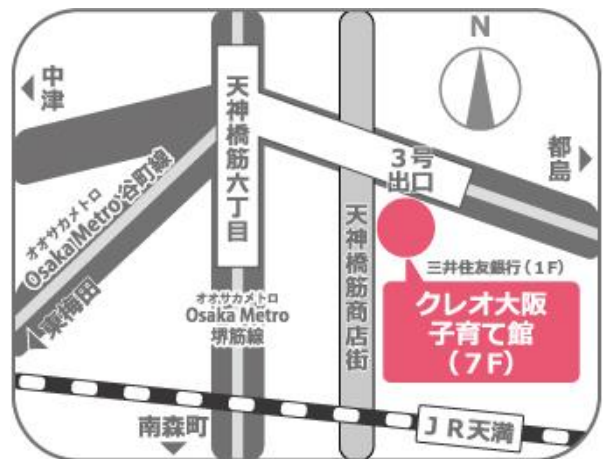 N
中津
天神橋筋六丁目
3号
出口
都島
オオサカメトロ
Osaka Metro谷町線
東梅田
オオサカメトロ
Osaka Metro
堺筋線
天神橋筋商店街
三井住友銀行(1F)
クレオ大阪
子育て館
(7F)
南森町
JR天満